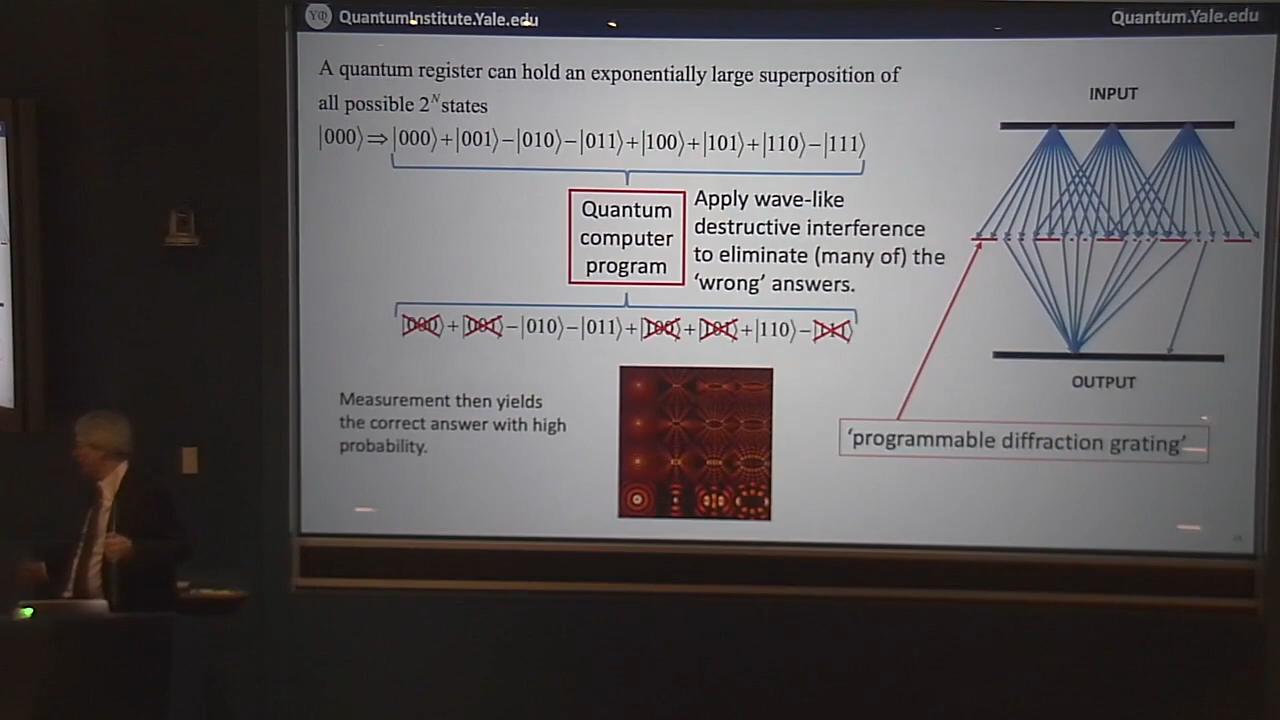 YQ QuantumInstitute.Yale.edu
Quantum.Yale.edu
A quantum register can hold an exponentially large superposition of
all possible 2^N states
|000⟩⇒|000⟩+|001⟩−|010⟩−|011⟩+|100⟩+|101⟩+|110⟩−|111⟩
Quantum
computer
program
Apply wave-like
destructive interference
to eliminate (many of) the
'wrong' answers.
|000⟩+|001⟩−|010⟩−|011⟩+|100⟩+|101⟩+|110⟩−|111⟩
Measurement then yields
the correct answer with high
probability.
INPUT
OUTPUT
'programmable diffraction grating'